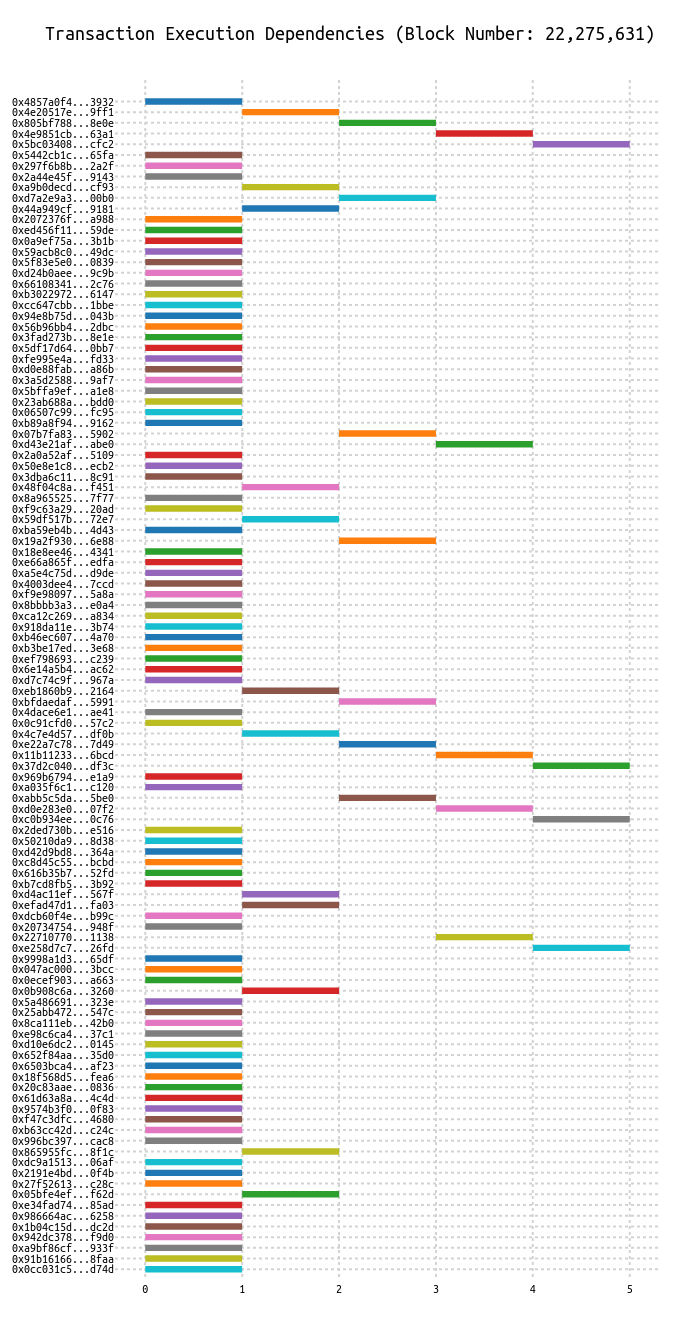 Transaction Execution Dependencies (Block Number: 22,275,631)
0x4857a0f4...3932
0x4e20517e...9ff1
0x805bf788...8e0e
0x4e9851cb...63a1
0x5bc03408...cfc2
0x5442cb1c...65fa
0x297f6b8b...2a2f
0x2a44e45f...9143
0xa9b0decd...cf93
0xd7a2e9a3...00b0
0x44a949cf...9181
0x2072376f...a988
0xed456f11...59de
0x0a9ef75a...3b1b
0x59acb8c0...49dc
0x5f83e5e0...0839
0xd24b0aee...9c9b
0x66108341...2c76
0xb3022972...6147
0xcc647cbb...1bbe
0x94e8b75d...043b
0x56b96bb4...2dbc
0x3fad273b...8e1e
0x5df17d64...0bb7
0xfe995e4a...fd33
0xd0e88fab...a86b
0x3a5d2588...9af7
0x5bffa9ef...a1e8
0x23ab688a...bdd0
0x06507c99...fc95
0xb89a8f94...9162
0x07b7fa83...5902
0xd43e21af...abe0
0x2a0a52af...5109
0x50e8e1c8...ecb2
0x3dba6c11...8c91
0x48f04c8a...f451
0x8a965525...7f77
0xf9c63a29...20ad
0x59df517b...72e7
0xba59eb4b...4d43
0x19a2f930...6e88
0x18e8ee46...4341
0xe66a865f...edfa
0xa5e4c75d...d9de
0x4003dee4...7ccd
0xf9e98097...5a8a
0x8bbbb3a3...e0a4
0xca12c269...a834
0x918da11e...3b74
0xb46ec607...4a70
0xb3be17ed...3e68
0xef798693...c239
0x6e14a5b4...ac62
0xd7c74c9f...967a
0xeb1860b9...2164
0xbfdaedaf...5991
0x4dace6e1...ae41
0x0c91cfd0...57c2
0x4c7e4d57...df0b
0xe22a7c78...7d49
0x11b11233...6bcd
0x37d2c040...df3c
0x969b6794...e1a9
0xa035f6c1...c120
0xabb5c5da...5be0
0xd0e283e0...07f2
0xc0b934ee...0c76
0x2ded730b...e516
0x50210da9...8d38
0xd42d9bd8...364a
0xc8d45c55...bcbd
0x616b35b7...52fd
0xb7cd8fb5...3b92
0xd4ac11ef...567f
0xefad47d1...fa03
0xdcb60f4e...b99c
0x20734754...948f
0x22710770...1138
0xe258d7c7...26fd
0x9998a1d3...65df
0x047ac000...3bcc
0x0ecef903...a663
0x0b908c6a...3260
0x5a486691...323e
0x25abb472...547c
0x8ca111eb...42b0
0xe98c6ca4...37c1
0xd10e6dc2...0145
0x652f84aa...35d0
0x6503bca4...af23
0x18f568d5...fea6
0x20c83aae...0836
0x61d63a8a...4c4d
0x9574b3f0...0f83
0xf47c3dfc...4680
0xb63cc42d...c24c
0x996bc397...cac8
0x865955fc...8f1c
0xdc9a1513...06af
0x2191e4bd...0f4b
0x27f52613...c28c
0x05bfe4ef...f62d
0xe34fad74...85ad
0x986664ac...6258
0x1b04c15d...dc2d
0x942dc378...f9d0
0xa9bf86cf...933f
0x91b16166...8faa
0x0cc031c5...d74d
0 1 2 3 4 5